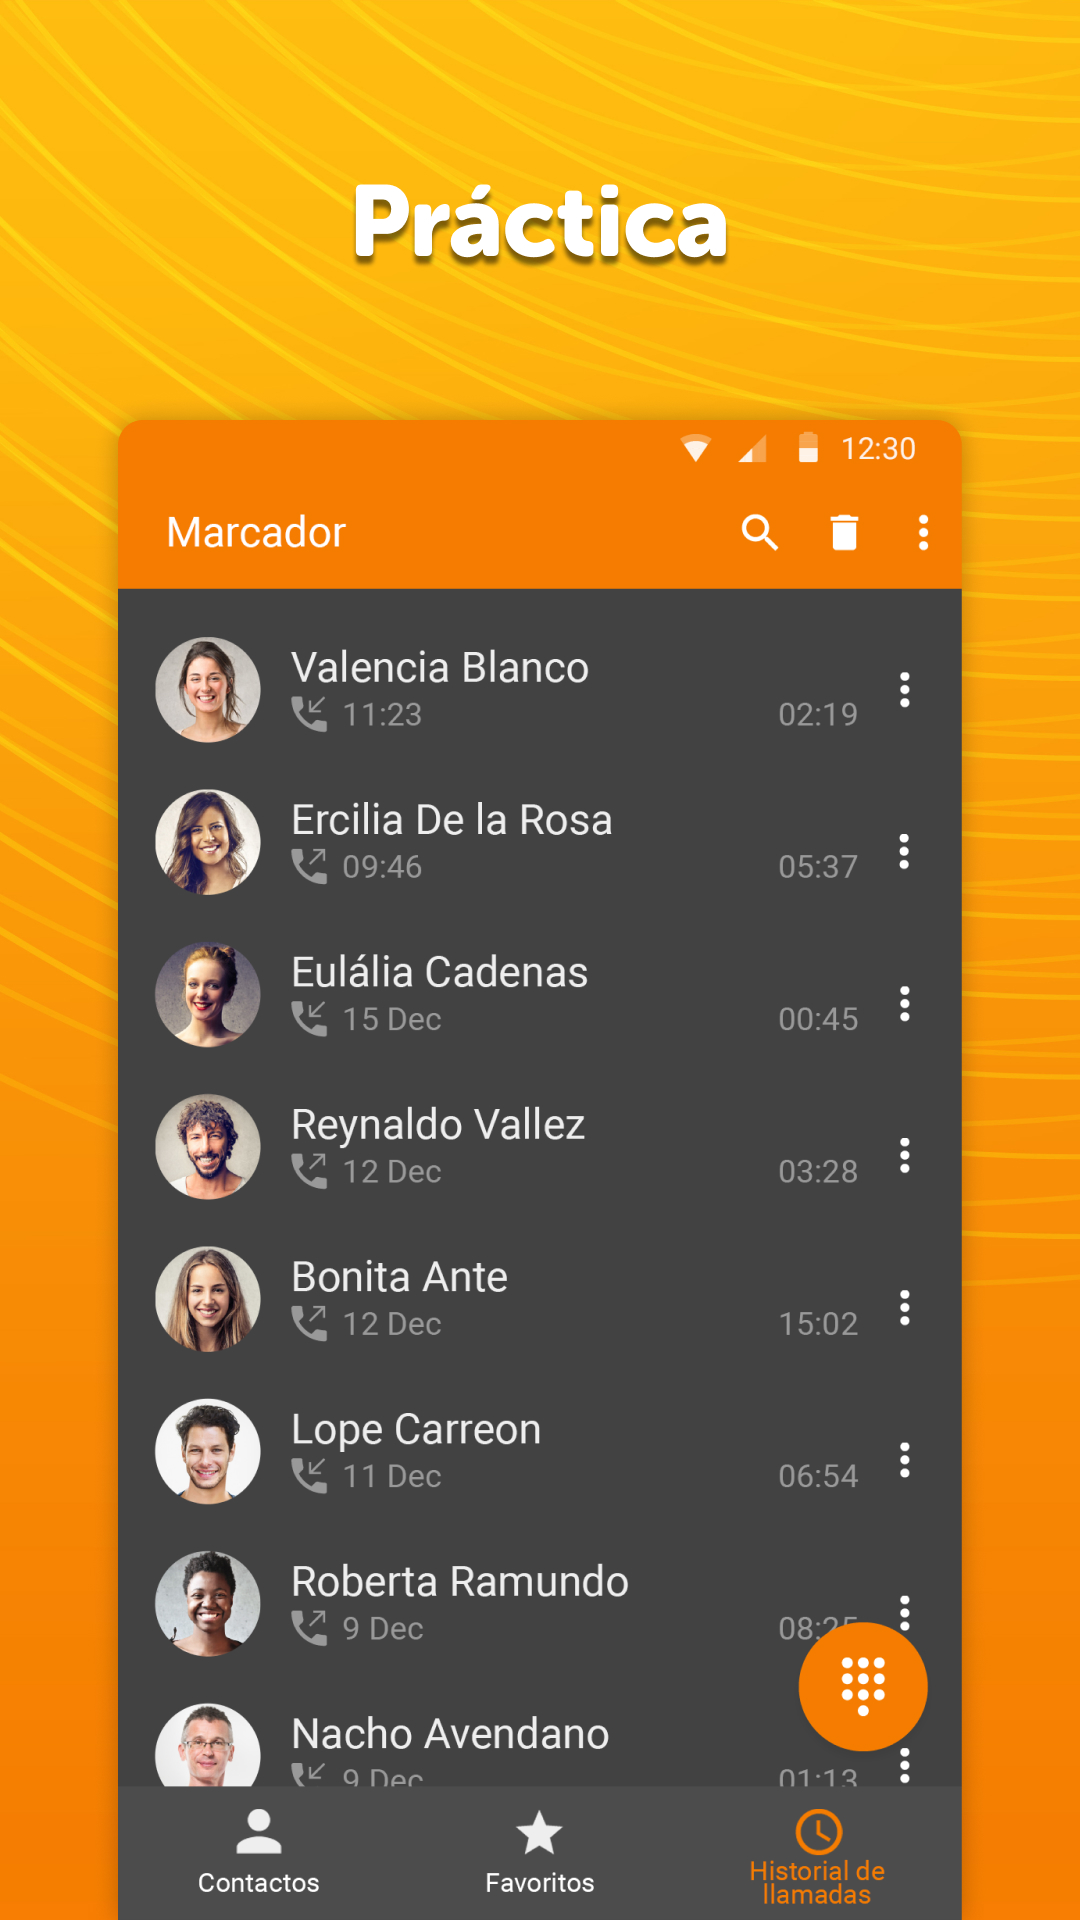 Práctica
12:30
Marcador
Valencia Blanco
11:23 02:19
Ercilia De la Rosa
09:46 05:37
Eulália Cadenas
15 Dec 00:45
Reynaldo Vallez
12 Dec 03:28
Bonita Ante
12 Dec 15:02
Lope Carreon
11 Dec 06:54
Roberta Ramundo
9 Dec 08:25
Nacho Avendano
9 Dec 01:13
Contactos Favoritos Historial de
llamadas